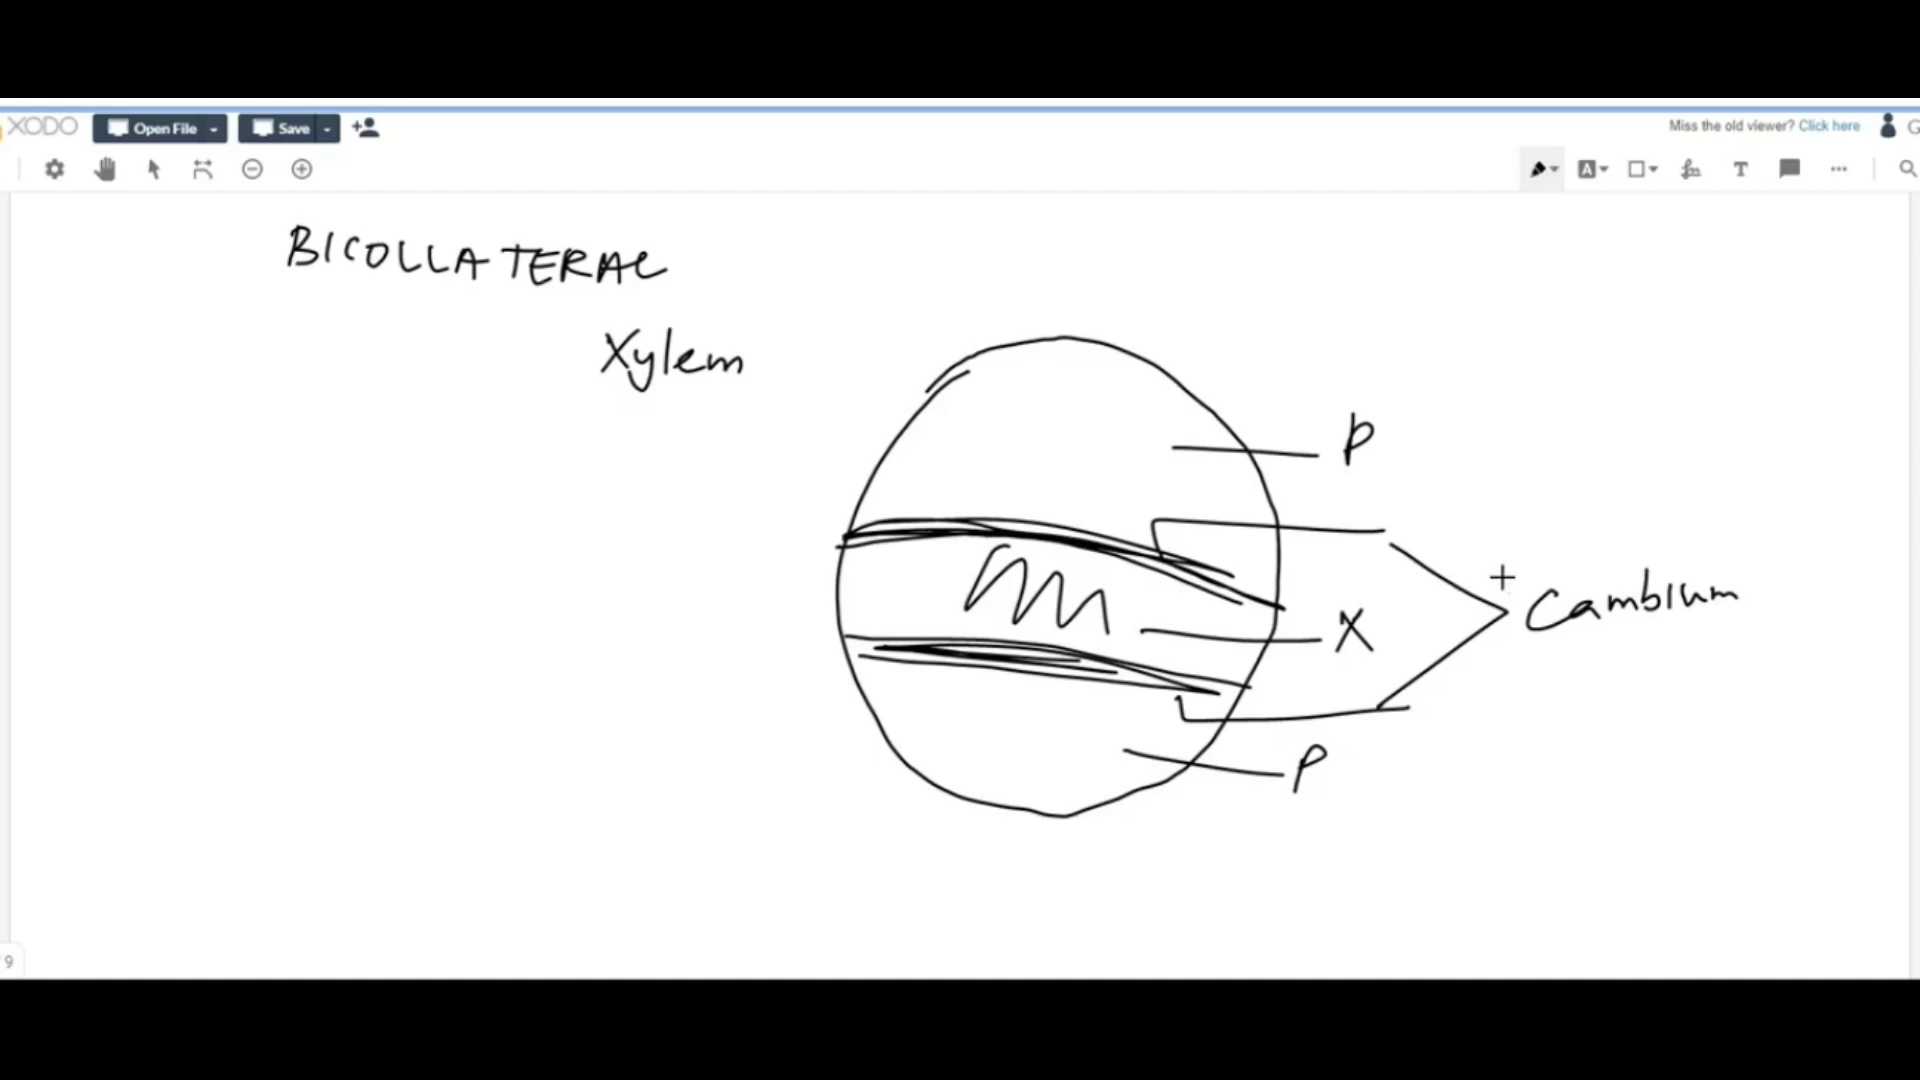 XODO Open File Save Miss the old viewer? Click here G
BICOLLATERAL
Xylem
P
X
Cambium
P
9